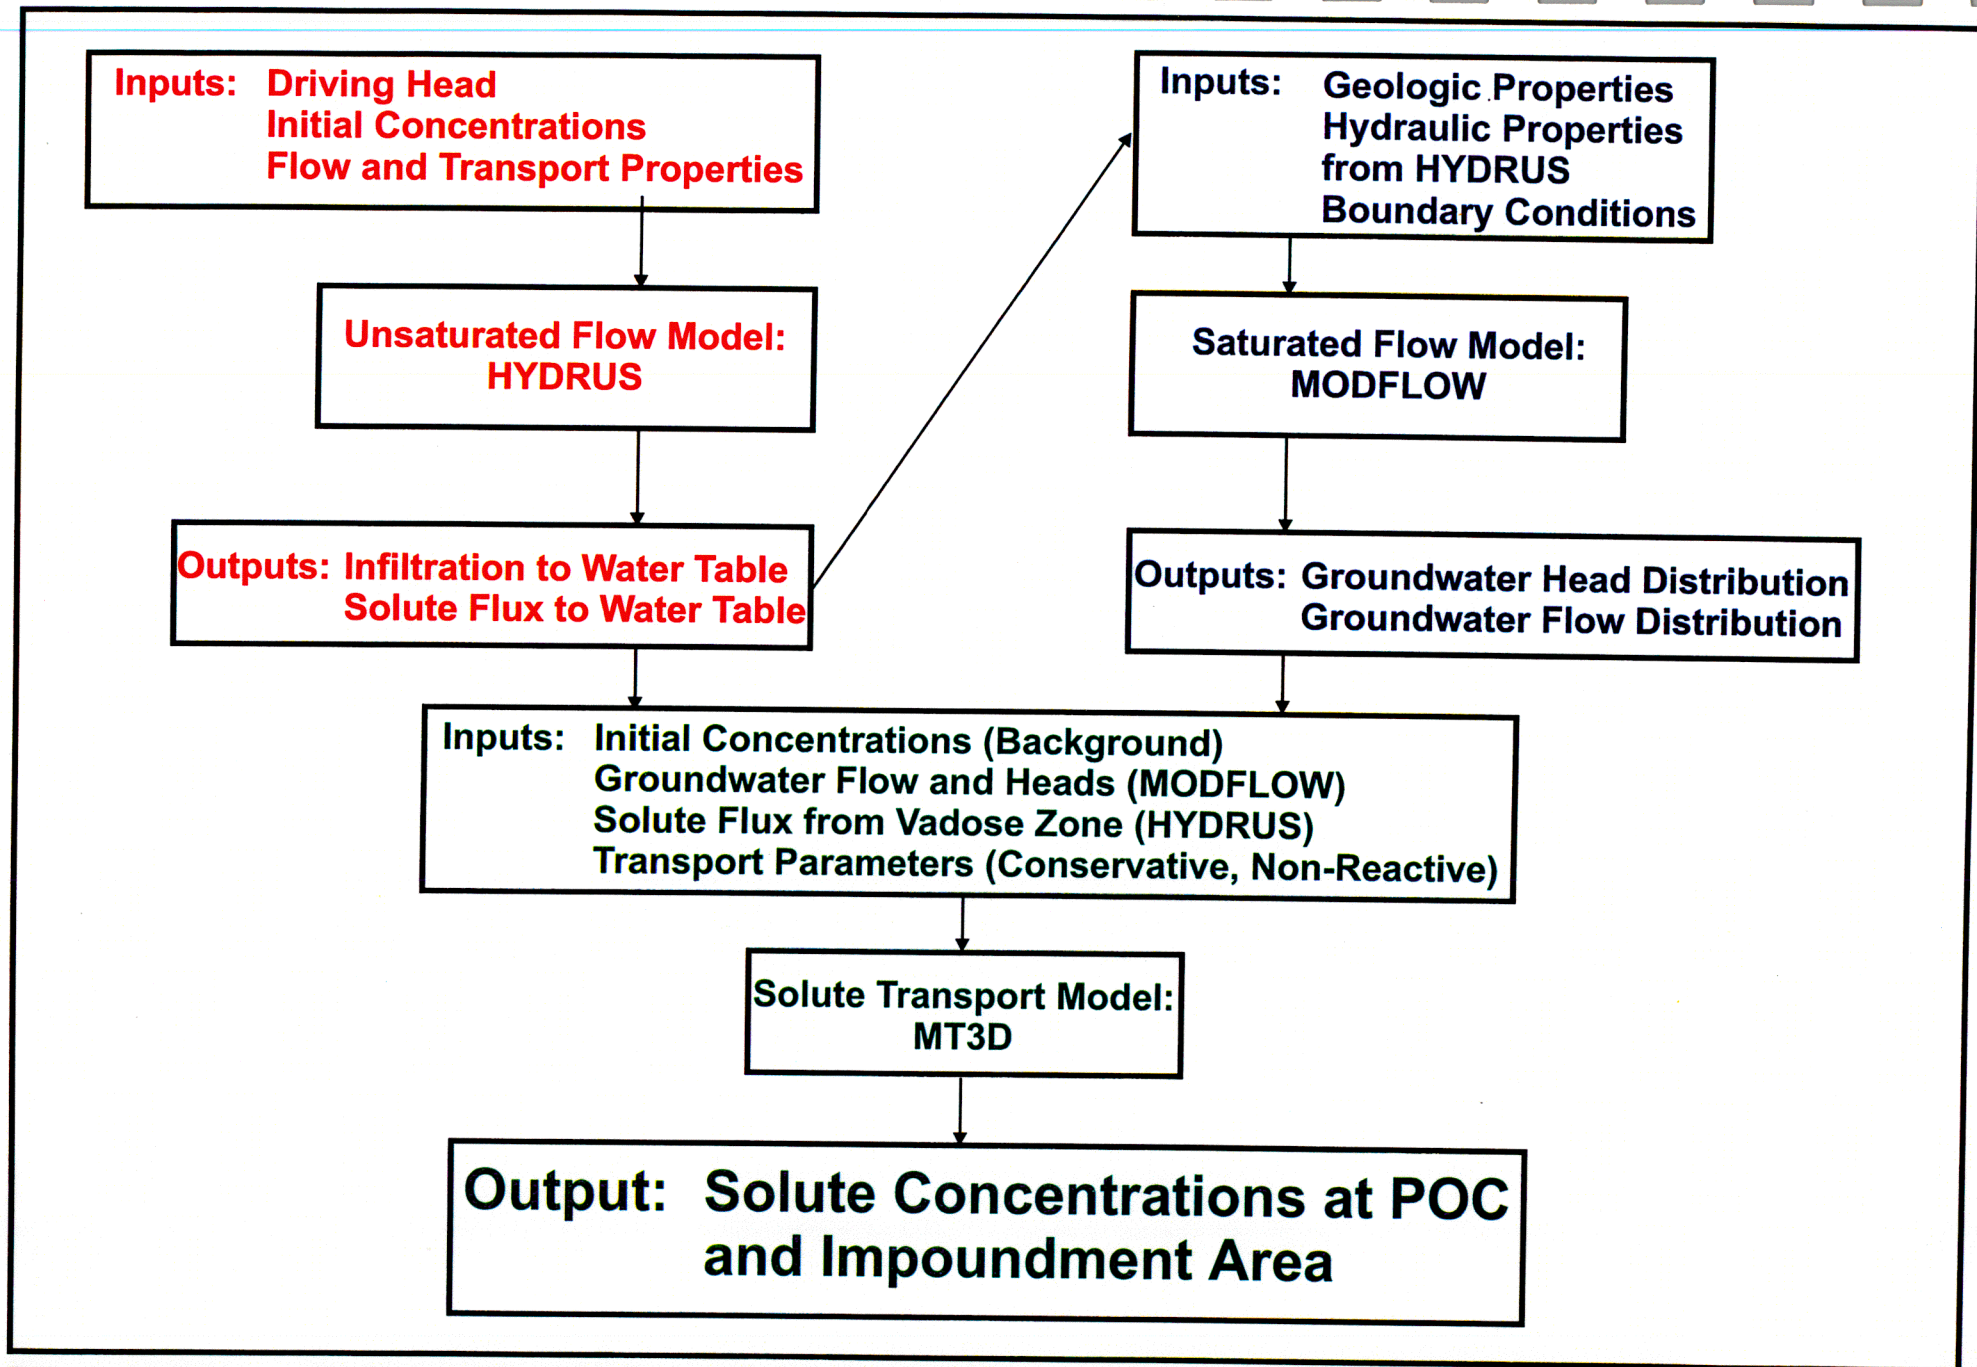 Inputs: Driving Head
Initial Concentrations
Flow and Transport Properties
Unsaturated Flow Model:
HYDRUS
Outputs: Infiltration to Water Table
Solute Flux to Water Table
Inputs: Geologic Properties
Hydraulic Properties
from HYDRUS
Boundary Conditions
Saturated Flow Model:
MODFLOW
Outputs: Groundwater Head Distribution
Groundwater Flow Distribution
Inputs: Initial Concentrations (Background)
Groundwater Flow and Heads (MODFLOW)
Solute Flux from Vadose Zone (HYDRUS)
Transport Parameters (Conservative, Non-Reactive)
Solute Transport Model:
MT3D
Output: Solute Concentrations at POC
and Impoundment Area